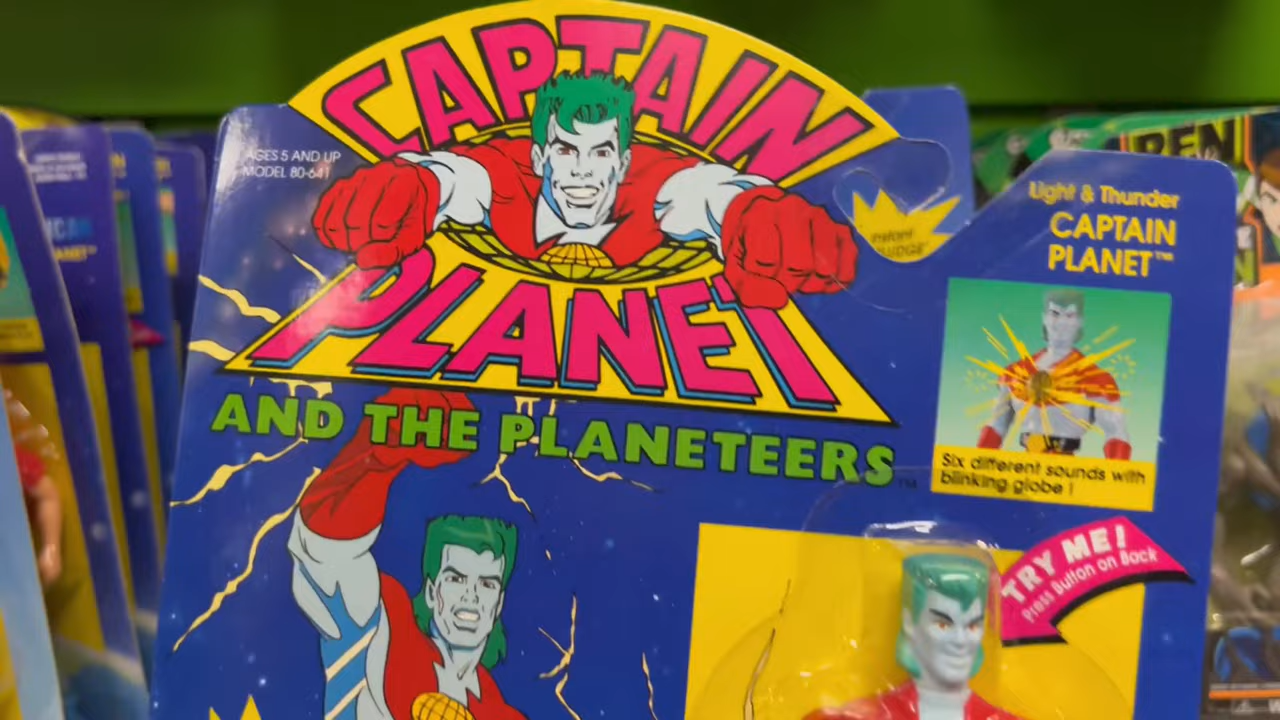 CAPTAIN
PLANET
AND THE PLANETEERS
AGES 5 AND UP
MODEL 80-641
Light & Thunder
CAPTAIN
PLANET™
Six different sounds with
blinking globe !
TRY ME!
Press Button on Back
BEN